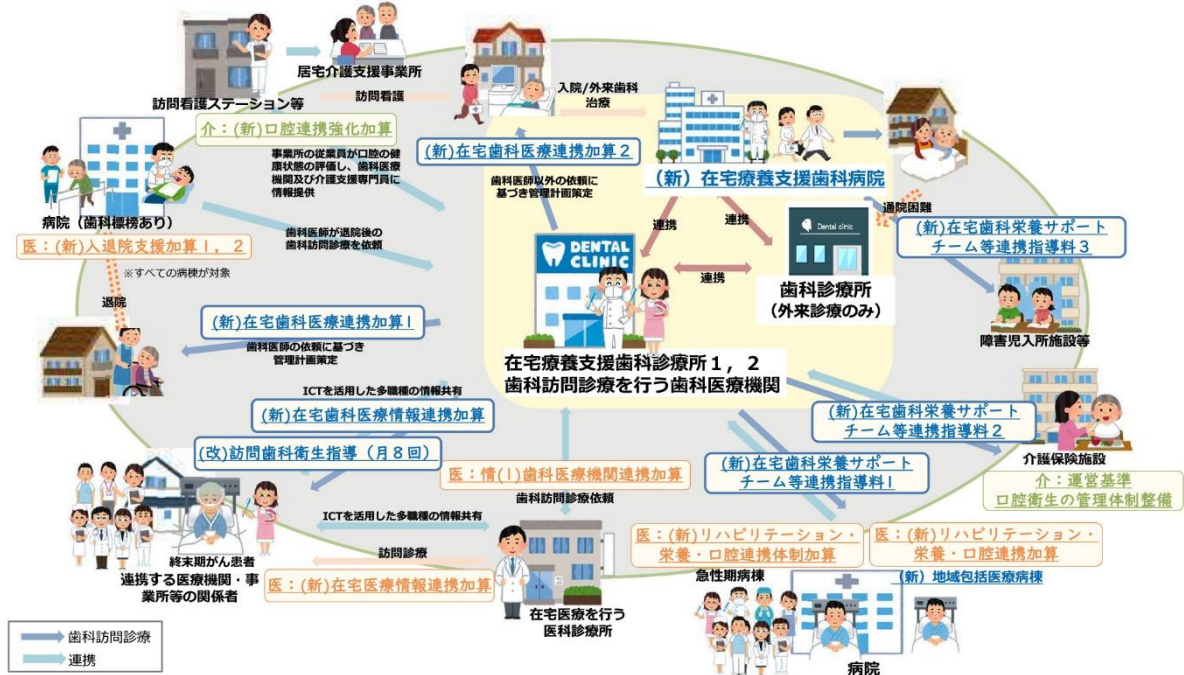 居宅介護支援事業所
訪問看護ステーション等
訪問看護
入院/外来歯科
治療
介：(新)口腔連携強化加算
事業所の従業員が口腔の健
康状態の評価し、歯科医療
機関及び介護支援専門員に
情報提供
(新)在宅歯科医療連携加算２
歯科医師以外の依頼に
基づき管理計画策定
（新）在宅療養支援歯科病院
病院（歯科標榜あり）
医：(新)入退院支援加算１，２
※すべての病棟が対象
歯科医師が退院後の
歯科訪問診療を依頼
連携
連携
通院困難
(新)在宅歯科栄養サポート
チーム等連携指導料３
DENTAL
CLINIC
Dental clinic
連携
歯科診療所
（外来診療のみ）
退院
(新)在宅歯科医療連携加算１
歯科医師の依頼に基づき
管理計画策定
障害児入所施設等
在宅療養支援歯科診療所１，２
歯科訪問診療を行う歯科医療機関
ICTを活用した多職種の情報共有
(新)在宅歯科医療情報連携加算
(改)訪問歯科衛生指導（月８回）
(新)在宅歯科栄養サポート
チーム等連携指導料２
介護保険施設
介：運営基準
口腔衛生の管理体制整備
医：情(１)歯科医療機関連携加算
歯科訪問診療依頼
(新)在宅歯科栄養サポート
チーム等連携指導料１
ICTを活用した多職種の情報共有
訪問診療
医：(新)在宅医療情報連携加算
終末期がん患者
連携する医療機関・事
業所等の関係者
在宅医療を行う
医科診療所
医：(新)リハビリテーション・
栄養・口腔連携体制加算
医：(新)リハビリテーション・
栄養・口腔連携加算
急性期病棟
（新）地域包括医療病棟
病院
歯科訪問診療
連携